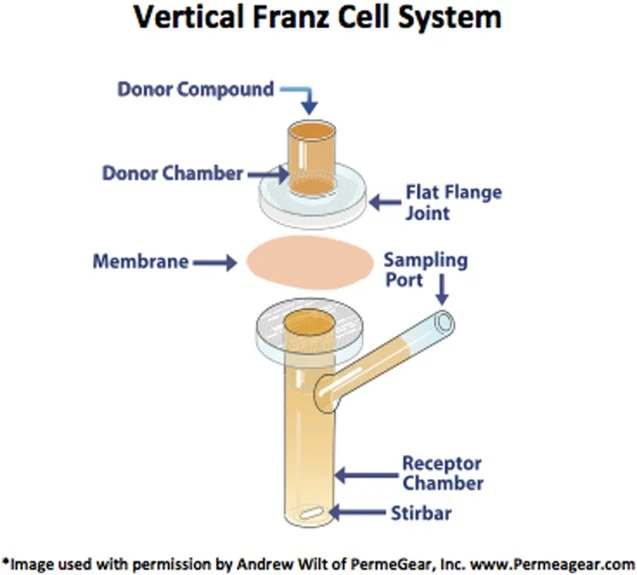 Vertical Franz Cell System
Donor Compound
Donor Chamber
Flat Flange
Joint
Membrane
Sampling
Port
Receptor
Chamber
Stirbar
*Image used with permission by Andrew Wilt of PermeGear, Inc. www.Permeagear.com